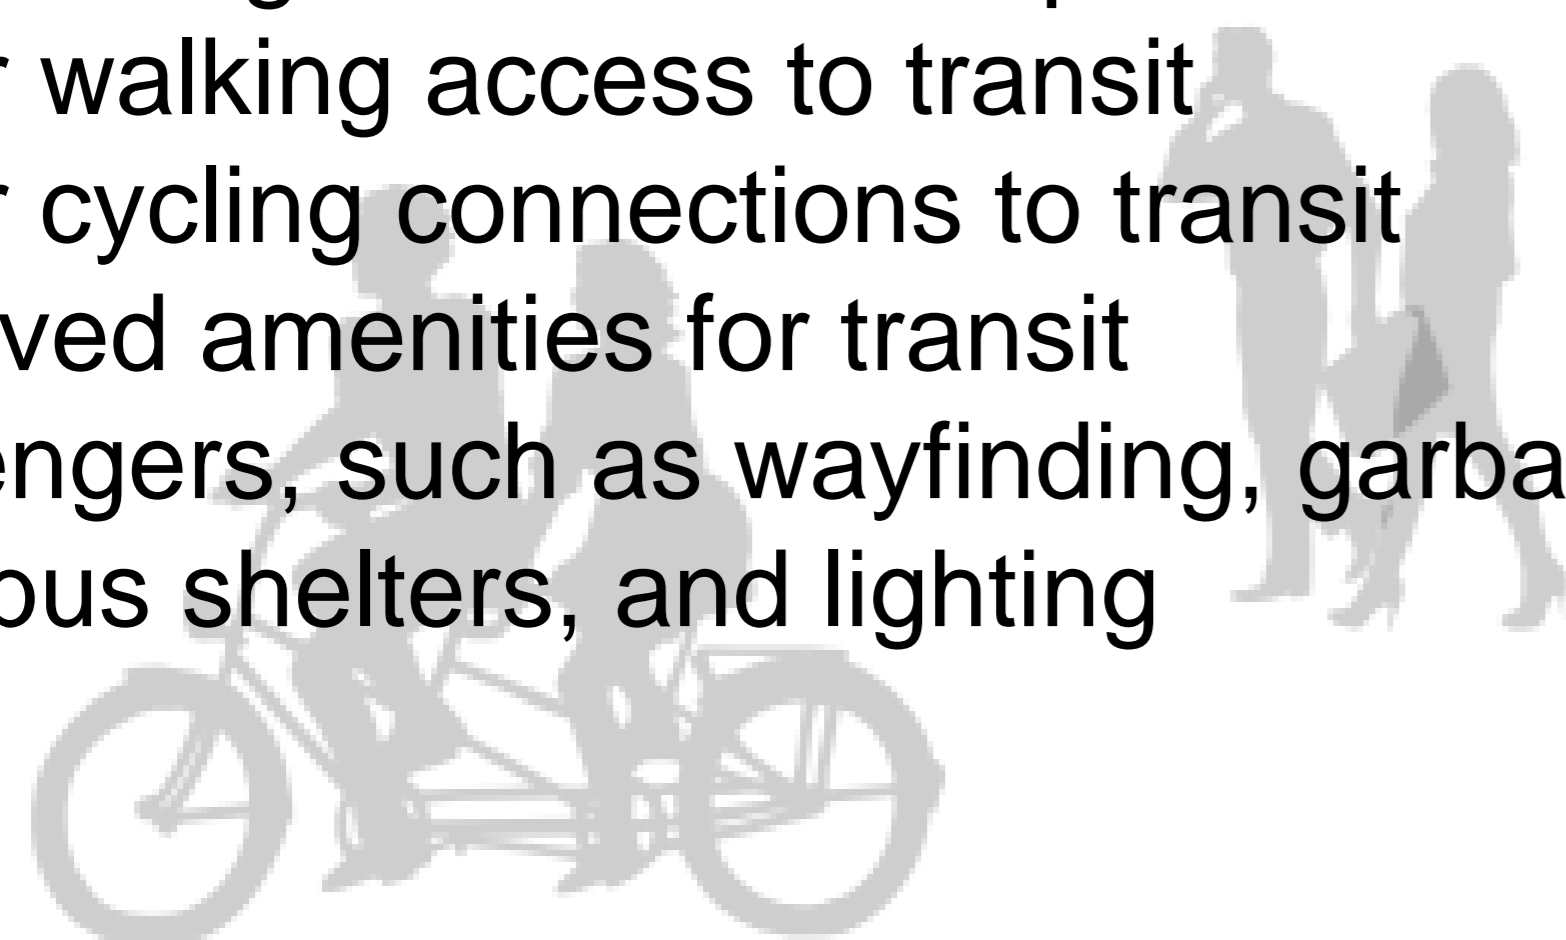 walking access to transit
cycling connections to transit
ved amenities for transit
engers, such as wayfinding, garba
bus shelters, and lighting